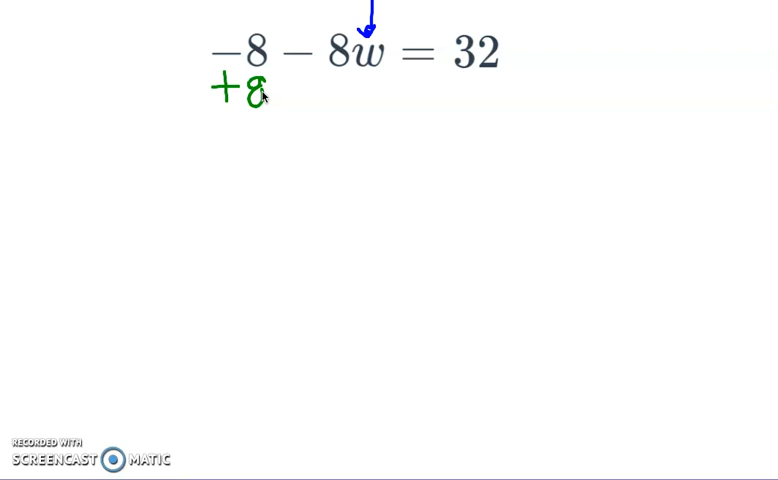 −8 − 8w = 32
+8
RECORDED WITH
SCREENCAST MATIC